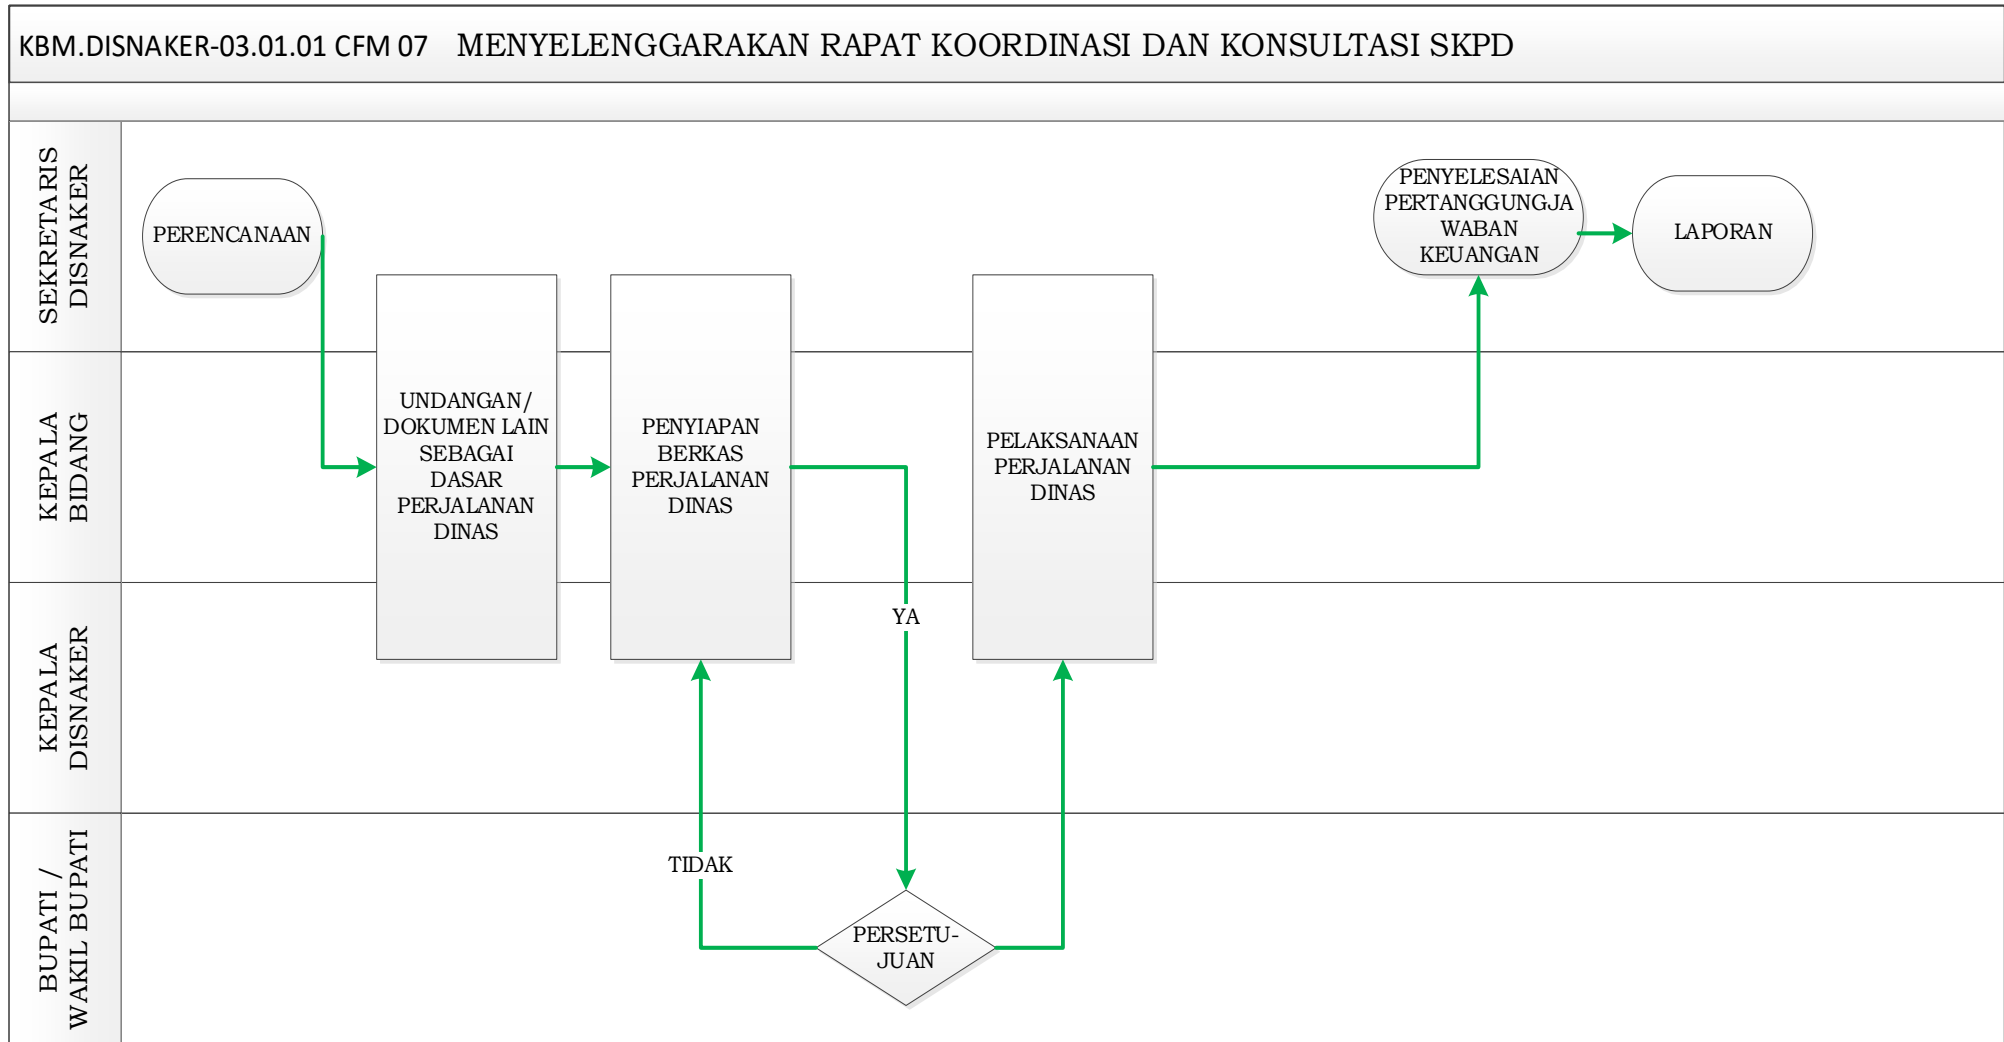 KBM.DISNAKER-03.01.01 CFM 07 MENYELENGGARAKAN RAPAT KOORDINASI DAN KONSULTASI SKPD
SEKRETARIS
DISNAKER
PERENCANAAN
PENYELESAIAN
PERTANGGUNGJA
WABAN
KEUANGAN
LAPORAN
KEPALA
BIDANG
UNDANGAN/
DOKUMEN LAIN
SEBAGAI
DASAR
PERJALANAN
DINAS
PENYIAPAN
BERKAS
PERJALANAN
DINAS
PELAKSANAAN
PERJALANAN
DINAS
KEPALA
DISNAKER
YA
BUPATI /
WAKIL BUPATI
TIDAK
PERSETU-
JUAN